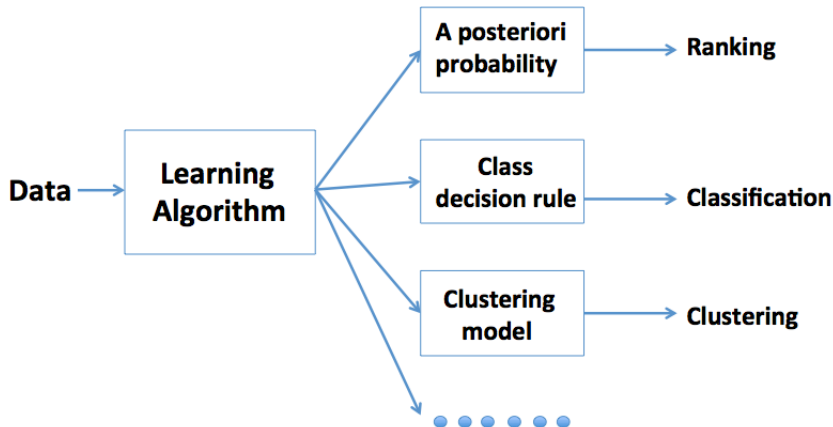 Data
Learning
Algorithm
A posteriori
probability
Ranking
Class
decision rule
Classification
Clustering
model
Clustering